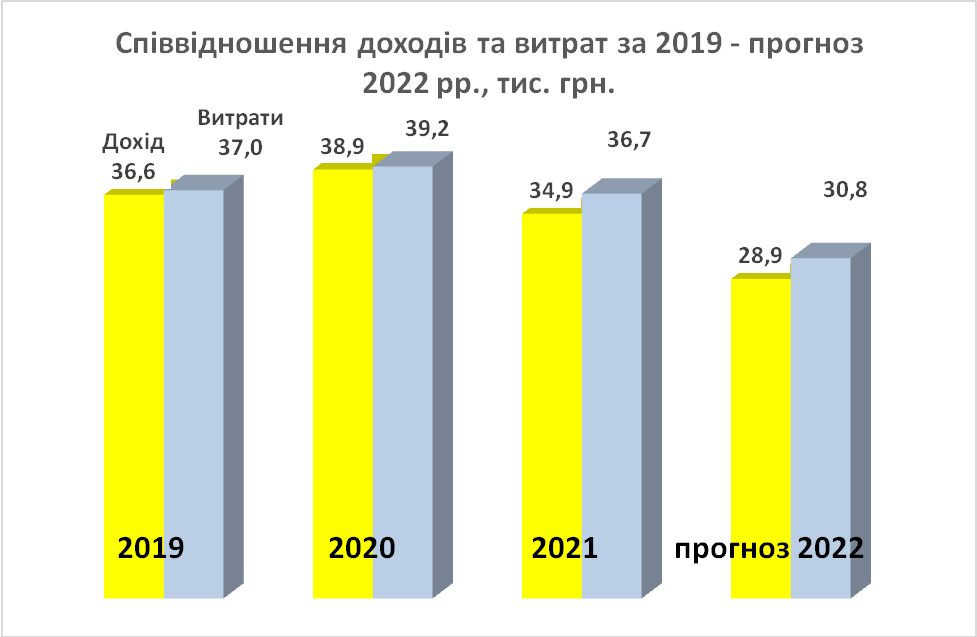 Співвідношення доходів та витрат за 2019 - прогноз
2022 рр., тис. грн.
Дохід
36,6
Витрати
37,0
38,9
39,2
34,9
36,7
28,9
30,8
2019
2020
2021
прогноз 2022